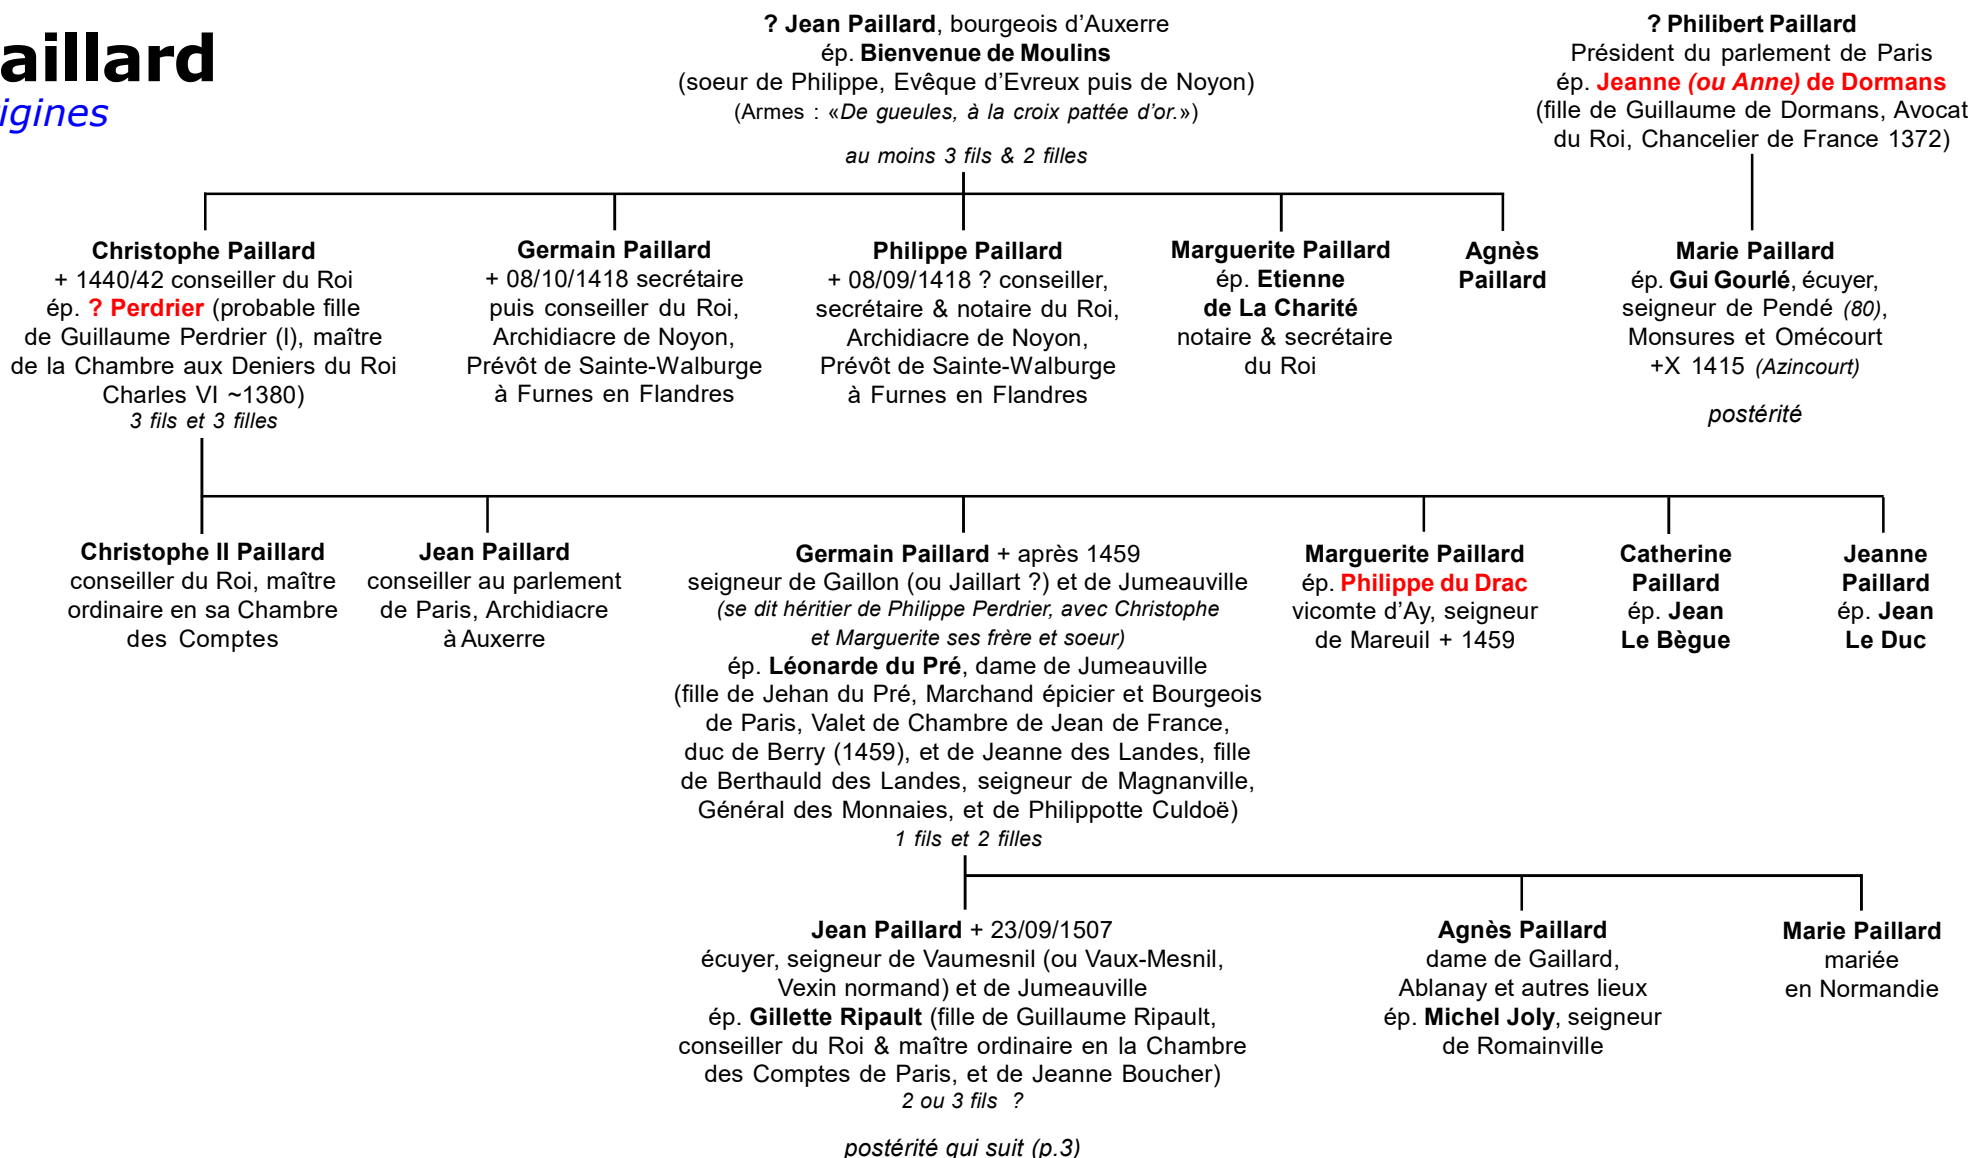 aillard
igines
? Jean Paillard, bourgeois d’Auxerre
ép. Bienvenue de Moulins
(soeur de Philippe, Evêque d’Evreux puis de Noyon)
(Armes : «De gueules, à la croix pattée d’or.»)
au moins 3 fils & 2 filles
? Philibert Paillard
Président du parlement de Paris
ép. Jeanne (ou Anne) de Dormans
(fille de Guillaume de Dormans, Avocat
du Roi, Chancelier de France 1372)
Christophe Paillard
+ 1440/42 conseiller du Roi
ép. ? Perdrier (probable fille
de Guillaume Perdrier (I), maître
de la Chambre aux Deniers du Roi
Charles VI ~1380)
3 fils et 3 filles
Germain Paillard
+ 08/10/1418 secrétaire
puis conseiller du Roi,
Archidiacre de Noyon,
Prévôt de Sainte-Walburge
à Furnes en Flandres
Philippe Paillard
+ 08/09/1418 ? conseiller,
secrétaire & notaire du Roi,
Archidiacre de Noyon,
Prévôt de Sainte-Walburge
à Furnes en Flandres
Marguerite Paillard
ép. Etienne
de La Charité
notaire & secrétaire
du Roi
Agnès
Paillard
Marie Paillard
ép. Gui Gourlé, écuyer,
seigneur de Pendé (80),
Monsures et Omécourt
+X 1415 (Azincourt)
postérité
Christophe II Paillard
conseiller du Roi, maître
ordinaire en sa Chambre
des Comptes
Jean Paillard
conseiller au parlement
de Paris, Archidiacre
à Auxerre
Germain Paillard + après 1459
seigneur de Gaillon (ou Jaillart ?) et de Jumeauville
(se dit héritier de Philippe Perdrier, avec Christophe
et Marguerite ses frère et soeur)
ép. Léonarde du Pré, dame de Jumeauville
(fille de Jehan du Pré, Marchand épicier et Bourgeois
de Paris, Valet de Chambre de Jean de France,
duc de Berry (1459), et de Jeanne des Landes, fille
de Berthauld des Landes, seigneur de Magnanville,
Général des Monnaies, et de Philippotte Culdoë)
1 fils et 2 filles
Marguerite Paillard
ép. Philippe du Drac
vicomte d’Ay, seigneur
de Mareuil + 1459
Catherine
Paillard
ép. Jean
Le Bègue
Jeanne
Paillard
ép. Jean
Le Duc
Jean Paillard + 23/09/1507
écuyer, seigneur de Vaumesnil (ou Vaux-Mesnil,
Vexin normand) et de Jumeauville
ép. Gillette Ripault (fille de Guillaume Ripault,
conseiller du Roi & maître ordinaire en la Chambre
des Comptes de Paris, et de Jeanne Boucher)
2 ou 3 fils ?
postérité qui suit (p.3)
Agnès Paillard
dame de Gaillard,
Ablanay et autres lieux
ép. Michel Joly, seigneur
de Romainville
Marie Paillard
mariée
en Normandie